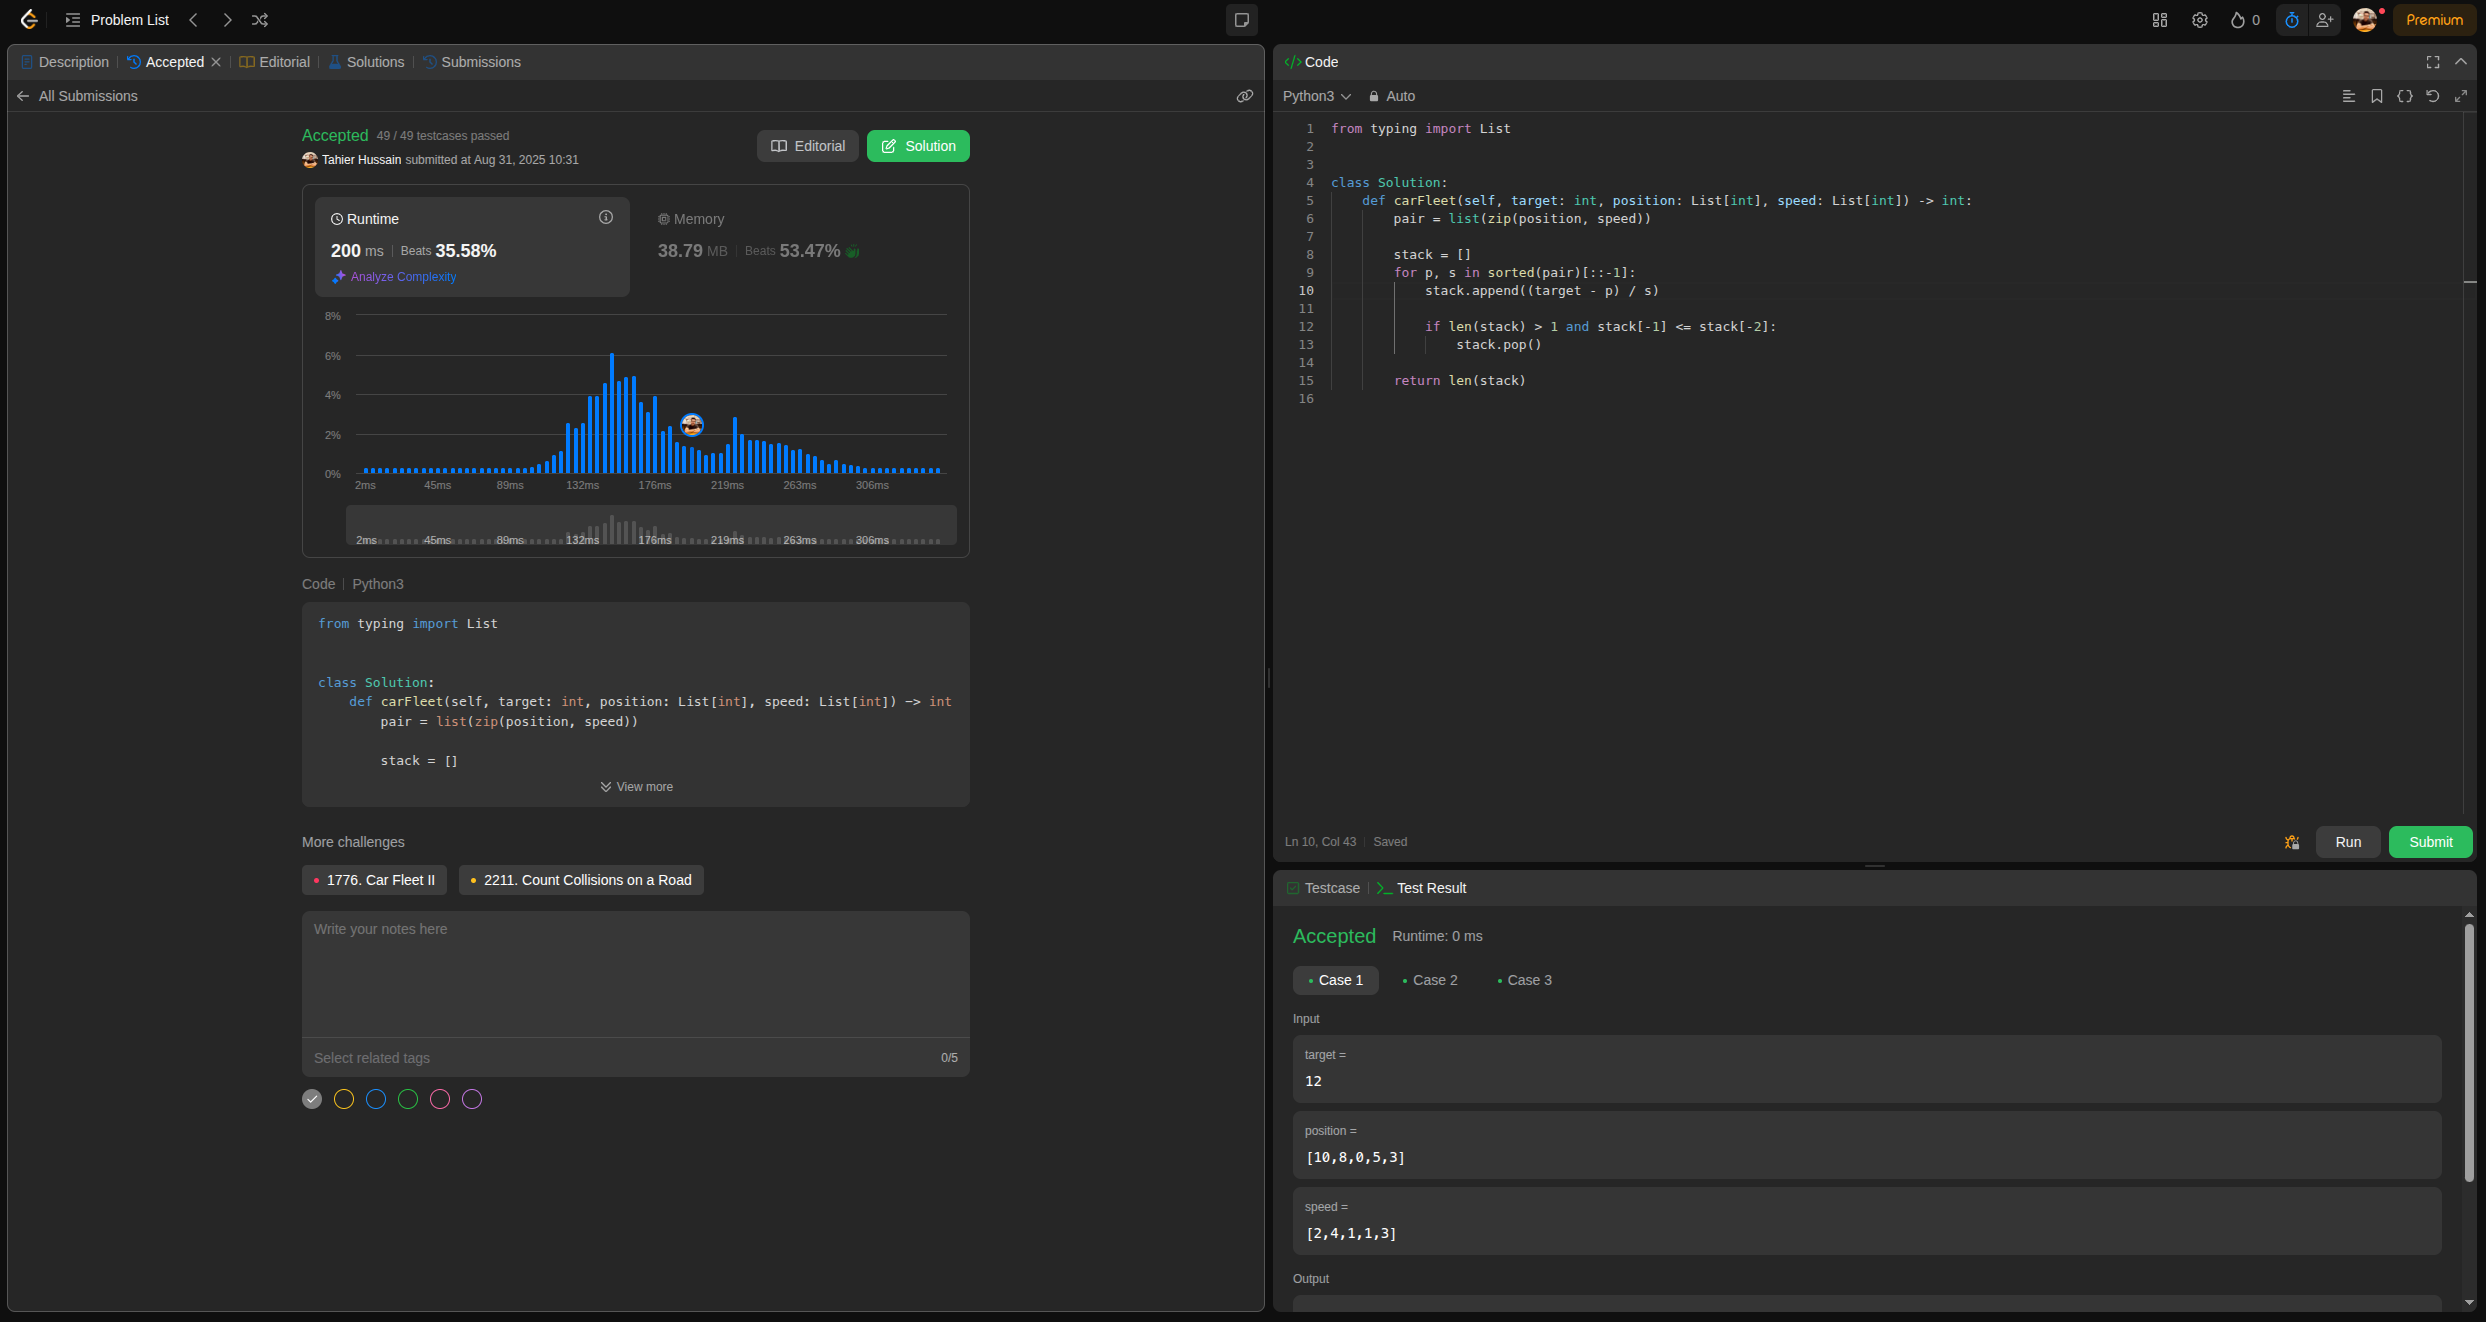 Problem List
0
Premium
Description | Accepted | Editorial | Solutions | Submissions
All Submissions
Accepted 49 / 49 testcases passed
Tahier Hussain submitted at Aug 31, 2025 10:31
Editorial
Solution
Runtime
200 ms | Beats 35.58%
Analyze Complexity
Memory
38.79 MB | Beats 53.47%
8%
6%
4%
2%
0%
2ms 45ms 89ms 132ms 176ms 219ms 263ms 306ms
2ms 45ms 89ms 132ms 176ms 219ms 263ms 306ms
Code | Python3
from typing import List
class Solution:
    def carFleet(self, target: int, position: List[int], speed: List[int]) -> int
        pair = list(zip(position, speed))
        stack = []
View more
More challenges
1776. Car Fleet II
2211. Count Collisions on a Road
Write your notes here
Select related tags 0/5
Code
Python3 Auto
1 from typing import List
2
3
4 class Solution:
5     def carFleet(self, target: int, position: List[int], speed: List[int]) -> int:
6         pair = list(zip(position, speed))
7
8         stack = []
9         for p, s in sorted(pair)[::-1]:
10             stack.append((target - p) / s)
11
12             if len(stack) > 1 and stack[-1] <= stack[-2]:
13                 stack.pop()
14
15         return len(stack)
16
Ln 10, Col 43 | Saved
Run
Submit
Testcase | Test Result
Accepted Runtime: 0 ms
Case 1 Case 2 Case 3
Input
target =
12
position =
[10,8,0,5,3]
speed =
[2,4,1,1,3]
Output